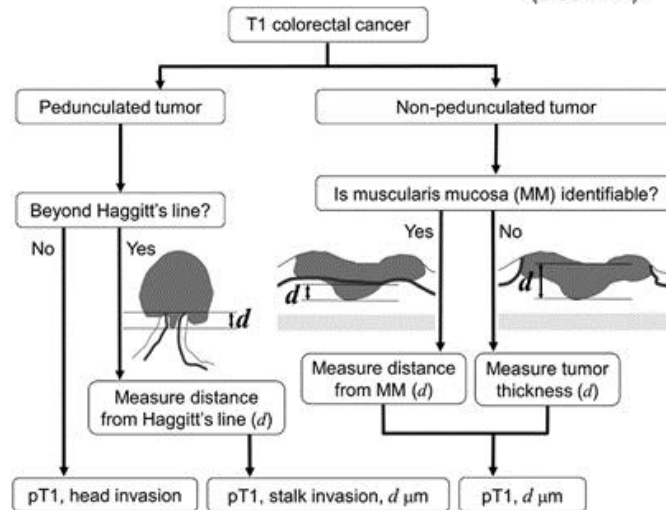 T1 colorectal cancer
Pedunculated tumor
Non-pedunculated tumor
Beyond Haggitt's line?
Is muscularis mucosa (MM) identifiable?
No
Yes
Yes
No
d
d
d
Measure distance
from Haggitt's line (d)
Measure distance
from MM (d)
Measure tumor
thickness (d)
pT1, head invasion
pT1, stalk invasion, d μm
pT1, d μm